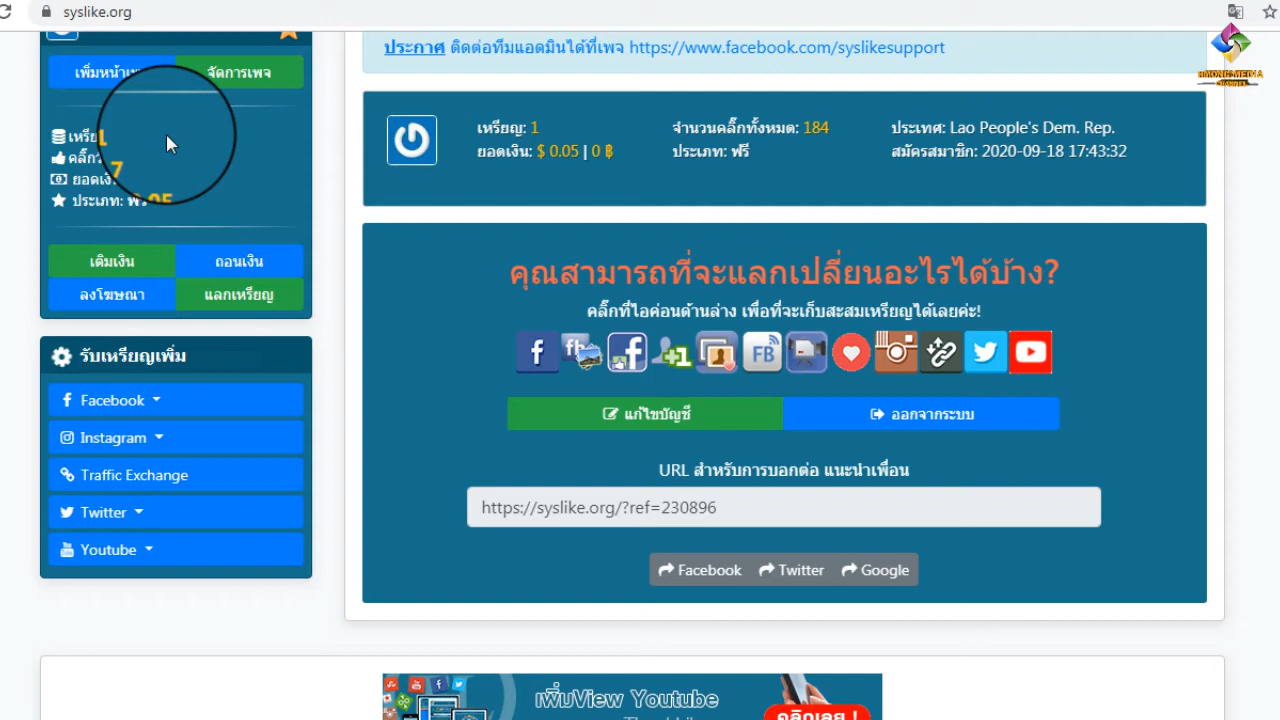 syslike.org
HMONGMEDIA
CHANNEL
ประกาศ ติดต่อทีมแอดมินได้ที่เพจ https://www.facebook.com/syslikesupport
จัดการเพจ
1
7
ประเภท:
เติมเงิน ถอนเงิน
ลงโฆษณา แลกเหรียญ
รับเหรียญเพิ่ม
Facebook
Instagram
Traffic Exchange
Twitter
Youtube
เหรียญ: 1 จำนวนคลิ๊กทั้งหมด: 184 ประเทศ: Lao People's Dem. Rep.
ยอดเงิน: $ 0.05 | 0 ฿ ประเภท: ฟรี สมัครสมาชิก: 2020-09-18 17:43:32
คุณสามารถที่จะแลกเปลี่ยนอะไรได้บ้าง?
คลิ๊กที่ไอค่อนด้านล่าง เพื่อที่จะเก็บสะสมเหรียญได้เลยค่ะ!
แก้ไขบัญชี ออกจากระบบ
URL สำหรับการบอกต่อ แนะนำเพื่อน
https://syslike.org/?ref=230896
Facebook Twitter Google
เพิ่มView Youtube
คลิกเลย !